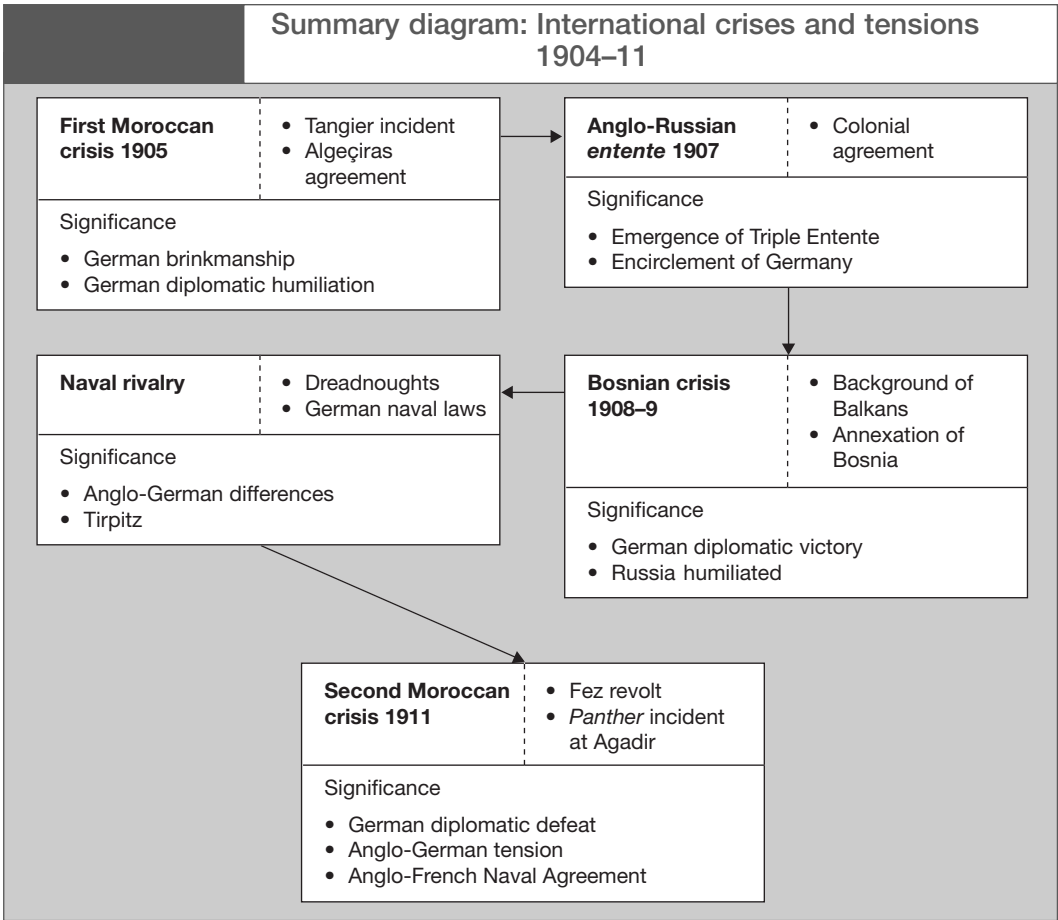 Summary diagram: International crises and tensions
1904–11
First Moroccan
crisis 1905
• Tangier incident
• Algeçiras
agreement
Significance
• German brinkmanship
• German diplomatic humiliation
Anglo-Russian
entente 1907
• Colonial
agreement
Significance
• Emergence of Triple Entente
• Encirclement of Germany
Bosnian crisis
1908–9
• Background of
Balkans
• Annexation of
Bosnia
Significance
• German diplomatic victory
• Russia humiliated
Naval rivalry
• Dreadnoughts
• German naval laws
Significance
• Anglo-German differences
• Tirpitz
Second Moroccan
crisis 1911
• Fez revolt
• Panther incident
at Agadir
Significance
• German diplomatic defeat
• Anglo-German tension
• Anglo-French Naval Agreement